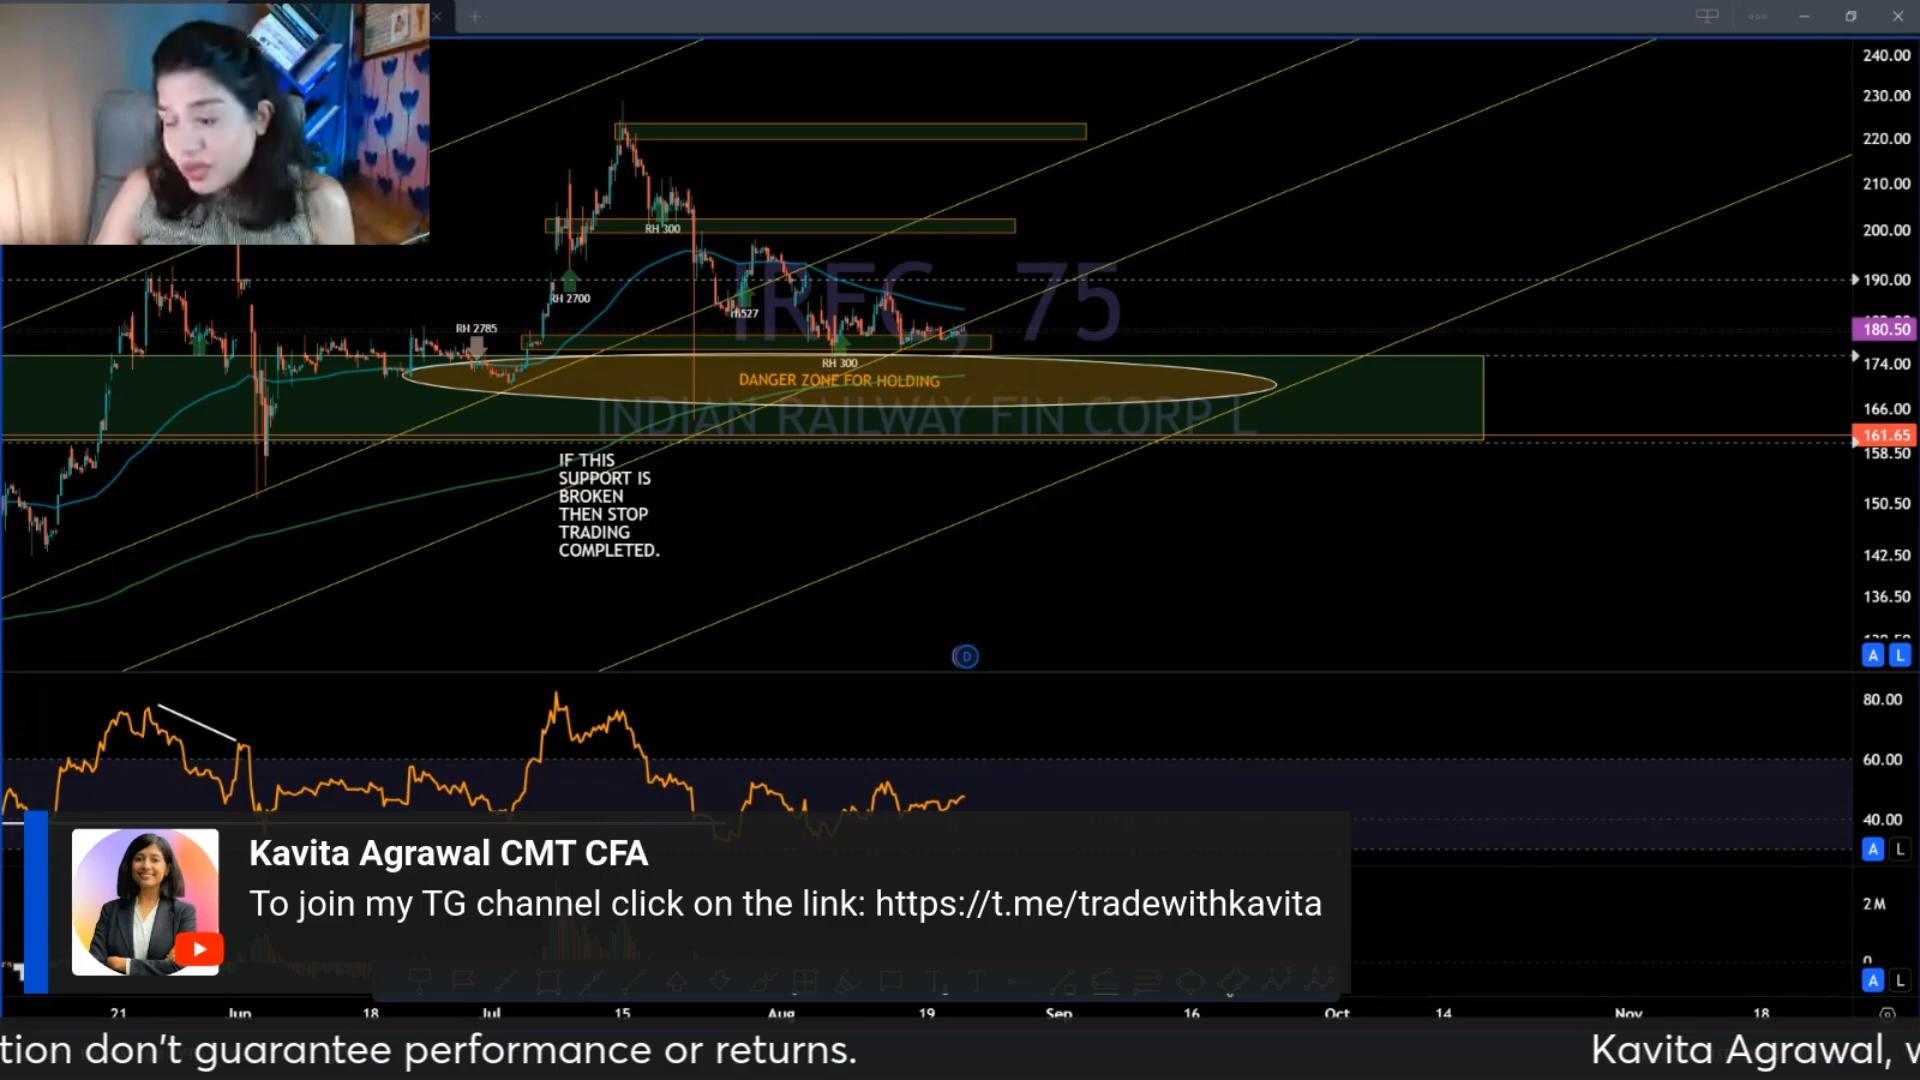 240.00
230.00
220.00
210.00
200.00
190.00
180.50
174.00
166.00
161.65
158.50
150.50
142.50
136.50
RH 300
RH 2700
RH 2785
RH 300
IRFC, 75
DANGER ZONE FOR HOLDING
INDIAN RAILWAY FIN CORP L
IF THIS
SUPPORT IS
BROKEN
THEN STOP
TRADING
COMPLETED.
D
A L
80.00
60.00
40.00
A L
Kavita Agrawal CMT CFA
To join my TG channel click on the link: https://t.me/tradewithkavita
2M
0
A L
21 Jun 18 Jul 15 Aug 19 Sep 16 Oct 14 Nov 18
tion don't guarantee performance or returns.
Kavita Agrawal,